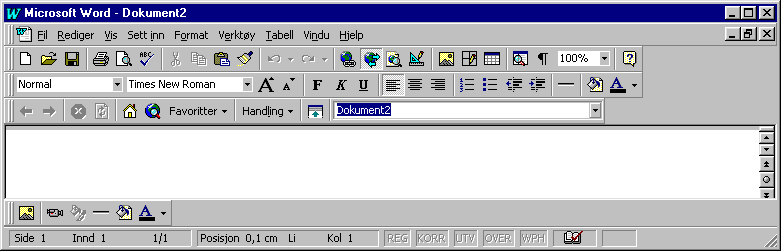 Microsoft Word - Dokument2
Fil Rediger Vis Sett inn Format Verktøy Tabell Vindu Hjelp
ABC 100%
Normal Times New Roman A A F K U A
Favoritter Handling Dokument2
A
Side 1 Innd 1 1/1 Posisjon 0,1 cm Li Kol 1 REG KORR UTV OVER WPH